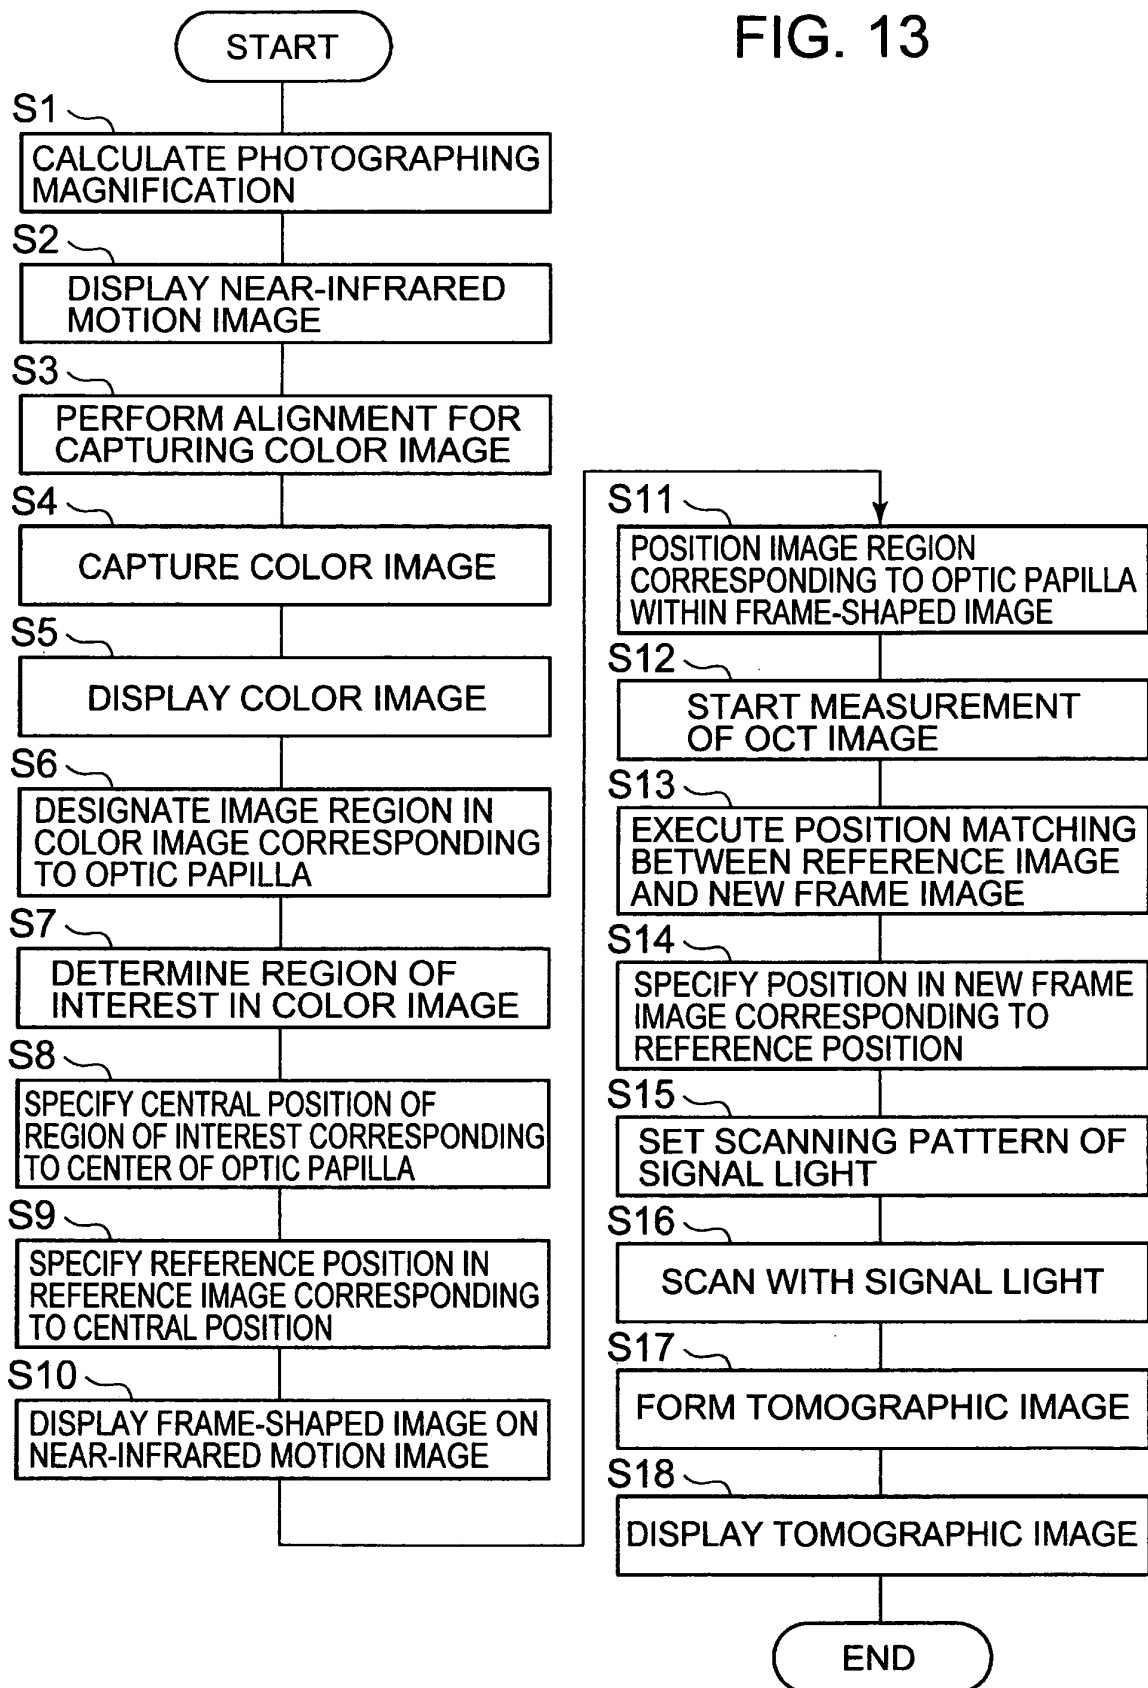 FIG. 13
START
S1
CALCULATE PHOTOGRAPHING
MAGNIFICATION
S2
DISPLAY NEAR-INFRARED
MOTION IMAGE
S3
PERFORM ALIGNMENT FOR
CAPTURING COLOR IMAGE
S4
CAPTURE COLOR IMAGE
S5
DISPLAY COLOR IMAGE
S6
DESIGNATE IMAGE REGION IN
COLOR IMAGE CORRESPONDING
TO OPTIC PAPILLA
S7
DETERMINE REGION OF
INTEREST IN COLOR IMAGE
S8
SPECIFY CENTRAL POSITION OF
REGION OF INTEREST CORRESPONDING
TO CENTER OF OPTIC PAPILLA
S9
SPECIFY REFERENCE POSITION IN
REFERENCE IMAGE CORRESPONDING
TO CENTRAL POSITION
S10
DISPLAY FRAME-SHAPED IMAGE ON
NEAR-INFRARED MOTION IMAGE
S11
POSITION IMAGE REGION
CORRESPONDING TO OPTIC PAPILLA
WITHIN FRAME-SHAPED IMAGE
S12
START MEASUREMENT
OF OCT IMAGE
S13
EXECUTE POSITION MATCHING
BETWEEN REFERENCE IMAGE
AND NEW FRAME IMAGE
S14
SPECIFY POSITION IN NEW FRAME
IMAGE CORRESPONDING TO
REFERENCE POSITION
S15
SET SCANNING PATTERN OF
SIGNAL LIGHT
S16
SCAN WITH SIGNAL LIGHT
S17
FORM TOMOGRAPHIC IMAGE
S18
DISPLAY TOMOGRAPHIC IMAGE
END